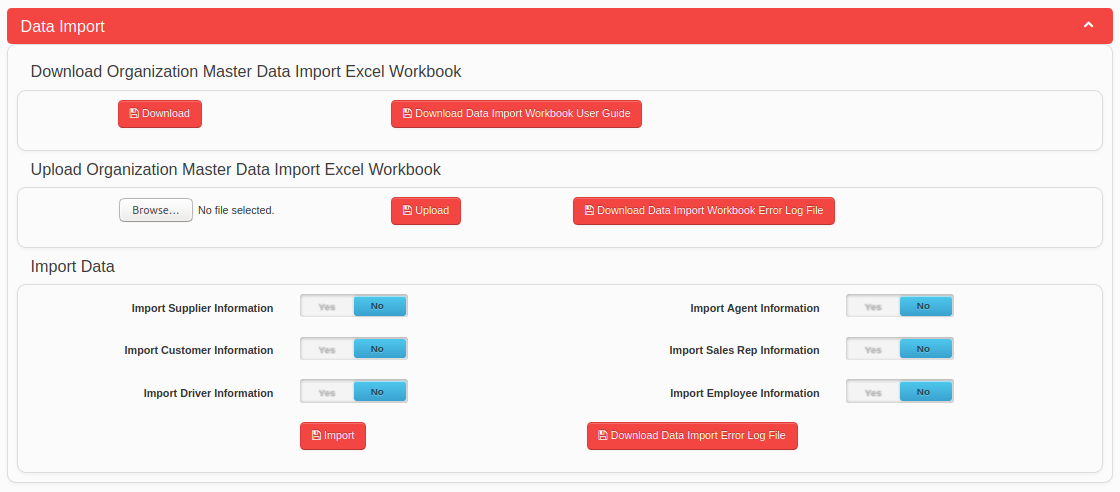 Data Import
Download Organization Master Data Import Excel Workbook
Download Download Data Import Workbook User Guide
Upload Organization Master Data Import Excel Workbook
Browse... No file selected. Upload Download Data Import Workbook Error Log File
Import Data
Import Supplier Information Yes No Import Agent Information Yes No
Import Customer Information Yes No Import Sales Rep Information Yes No
Import Driver Information Yes No Import Employee Information Yes No
Import Download Data Import Error Log File